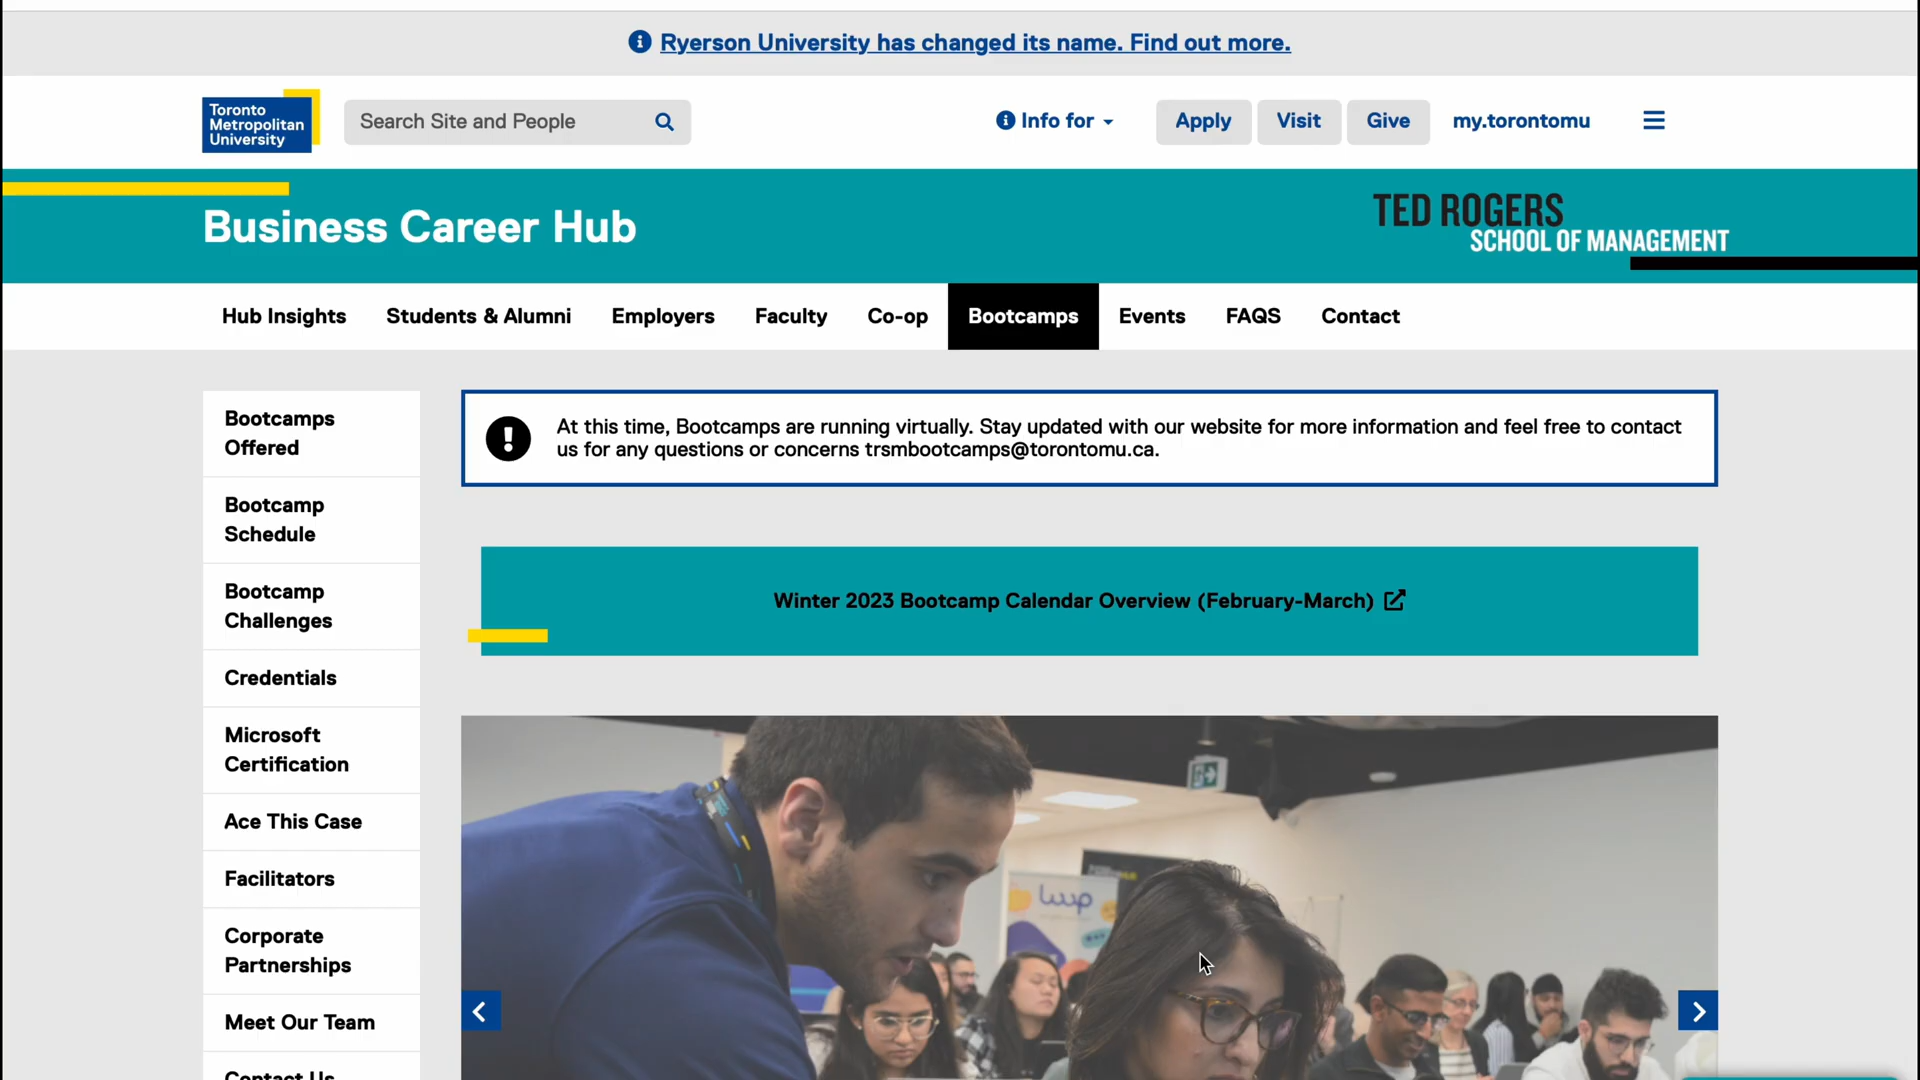 Ryerson University has changed its name. Find out more.
Toronto
Metropolitan
University
Search Site and People
Info for
Apply
Visit
Give
my.torontomu
Business Career Hub
TED ROGERS
SCHOOL OF MANAGEMENT
Hub Insights
Students & Alumni
Employers
Faculty
Co-op
Bootcamps
Events
FAQS
Contact
Bootcamps
Offered
Bootcamp
Schedule
Bootcamp
Challenges
Credentials
Microsoft
Certification
Ace This Case
Facilitators
Corporate
Partnerships
Meet Our Team
Contact Us
At this time, Bootcamps are running virtually. Stay updated with our website for more information and feel free to contact
us for any questions or concerns trsmbootcamps@torontomu.ca.
Winter 2023 Bootcamp Calendar Overview (February-March)